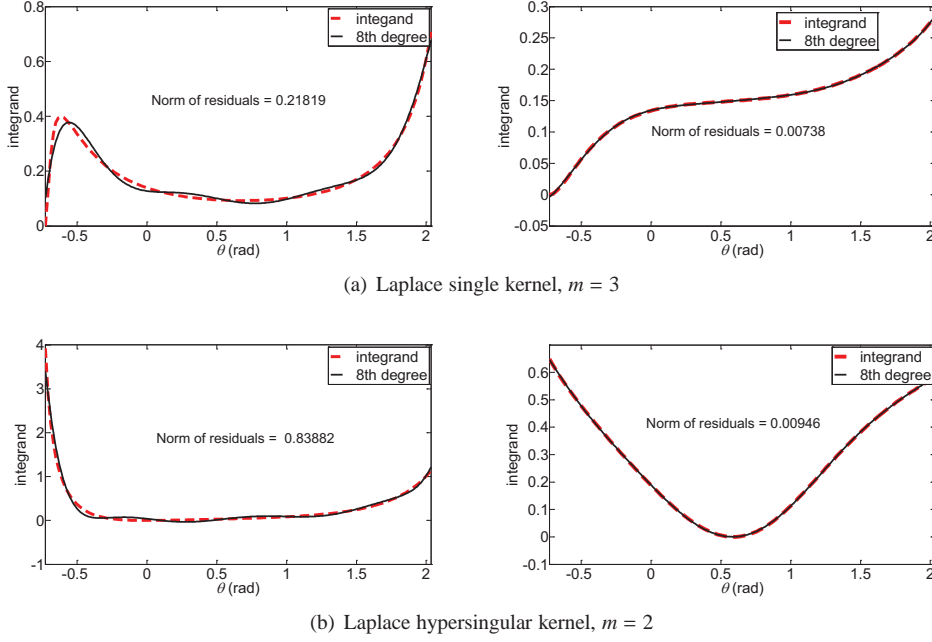 0.8
0.6
0.4
0.2
0
integrand
-0.5
0
0.5
1
1.5
2
θ (rad)
integand
8th degree
Norm of residuals = 0.21819
0.3
0.25
0.2
0.15
0.1
0.05
0
-0.05
integrand
-0.5
0
0.5
1
1.5
2
θ (rad)
integrand
8th degree
Norm of residuals = 0.00738
(a) Laplace single kernel, m = 3
4
3
2
1
0
-1
integrand
-0.5
0
0.5
1
1.5
2
θ (rad)
integrand
8th degree
Norm of residuals = 0.83882
0.6
0.5
0.4
0.3
0.2
0.1
0
-0.1
integrand
-0.5
0
0.5
1
1.5
2
θ (rad)
integrand
8th degree
Norm of residuals = 0.00946
(b) Laplace hypersingular kernel, m = 2